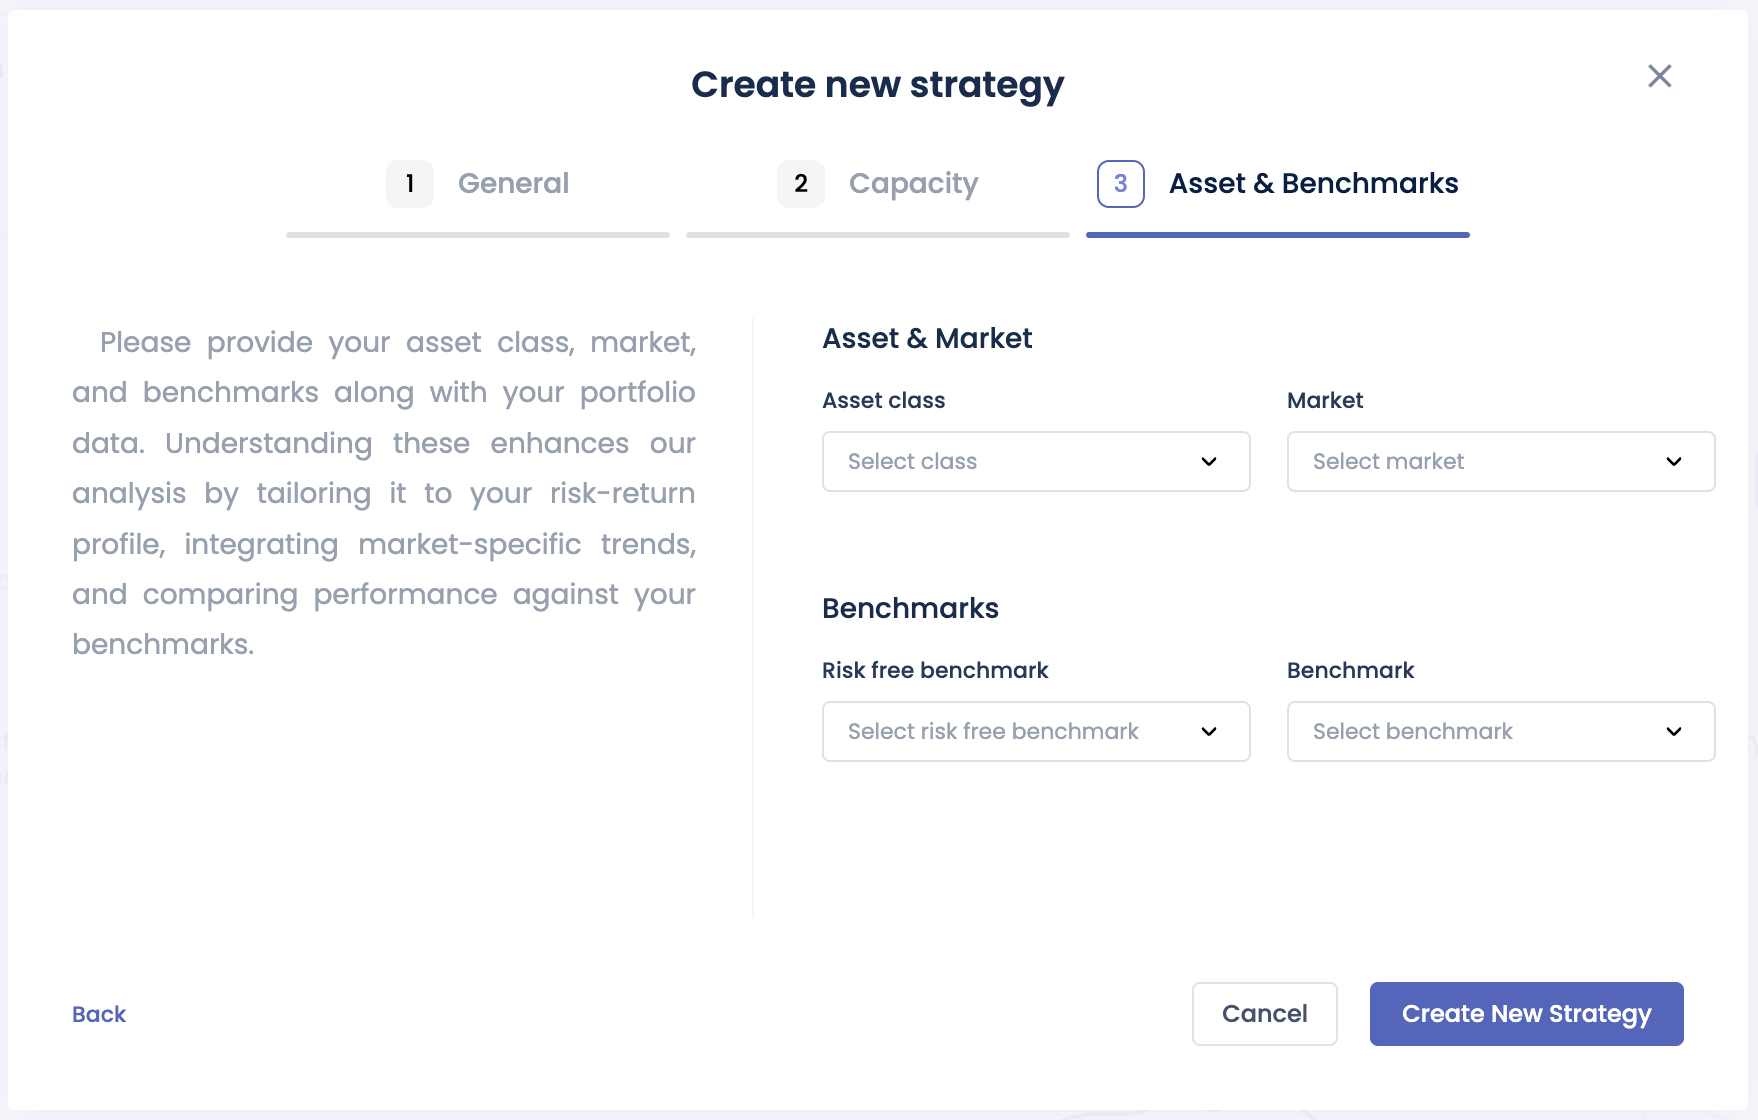 Create new strategy
1 General 2 Capacity 3 Asset & Benchmarks
Please provide your asset class, market,
and benchmarks along with your portfolio
data. Understanding these enhances our
analysis by tailoring it to your risk-return
profile, integrating market-specific trends,
and comparing performance against your
benchmarks.
Asset & Market
Asset class Market
Select class Select market
Benchmarks
Risk free benchmark Benchmark
Select risk free benchmark Select benchmark
Back Cancel Create New Strategy